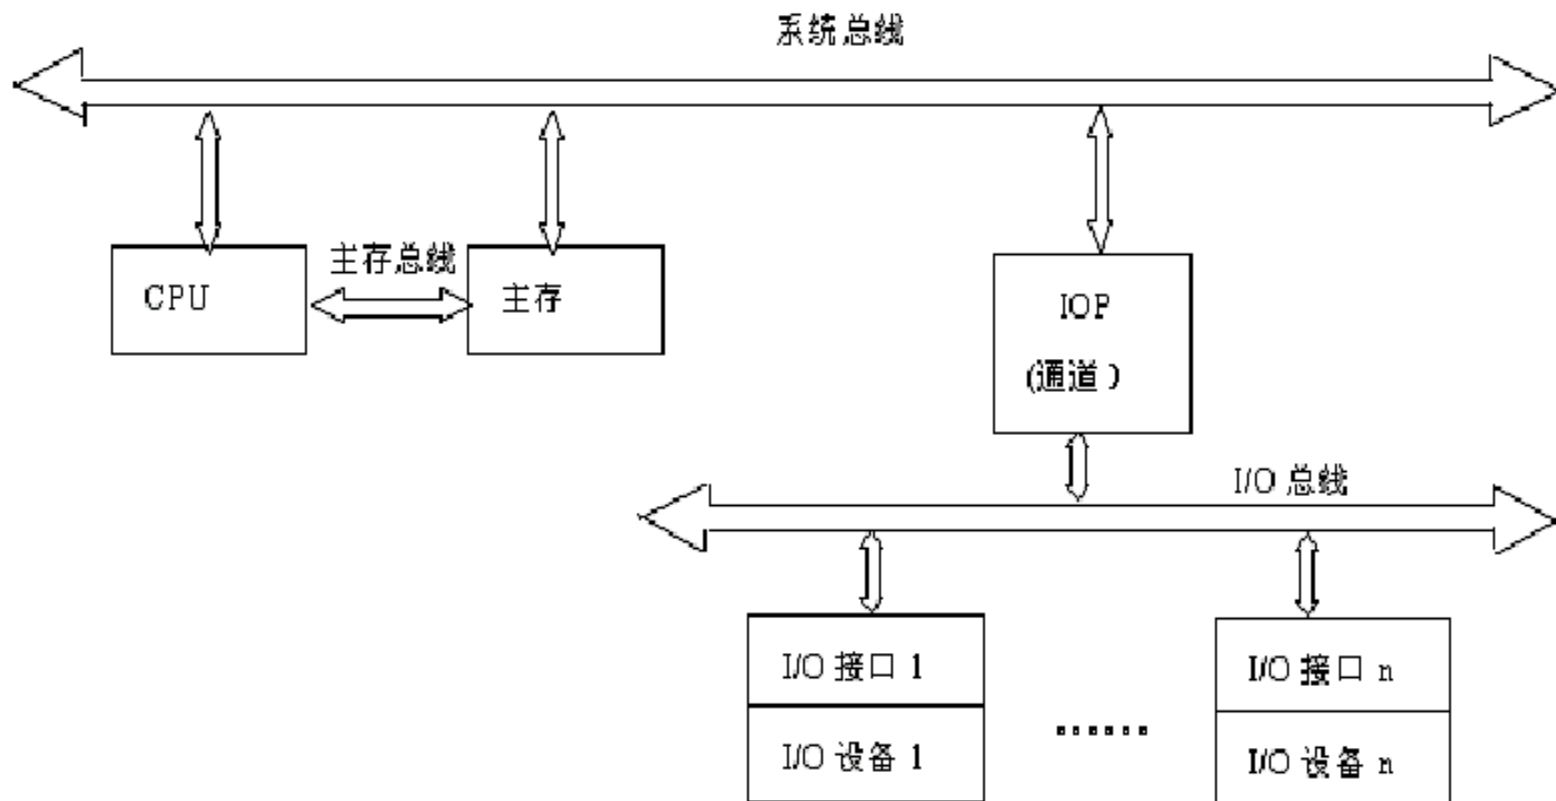 系统总线
主存总线
CPU
主存
IOP
(通道)
I/O 总线
I/O 接口 1
I/O 接口 n
......
I/O 设备 1
I/O 设备 n